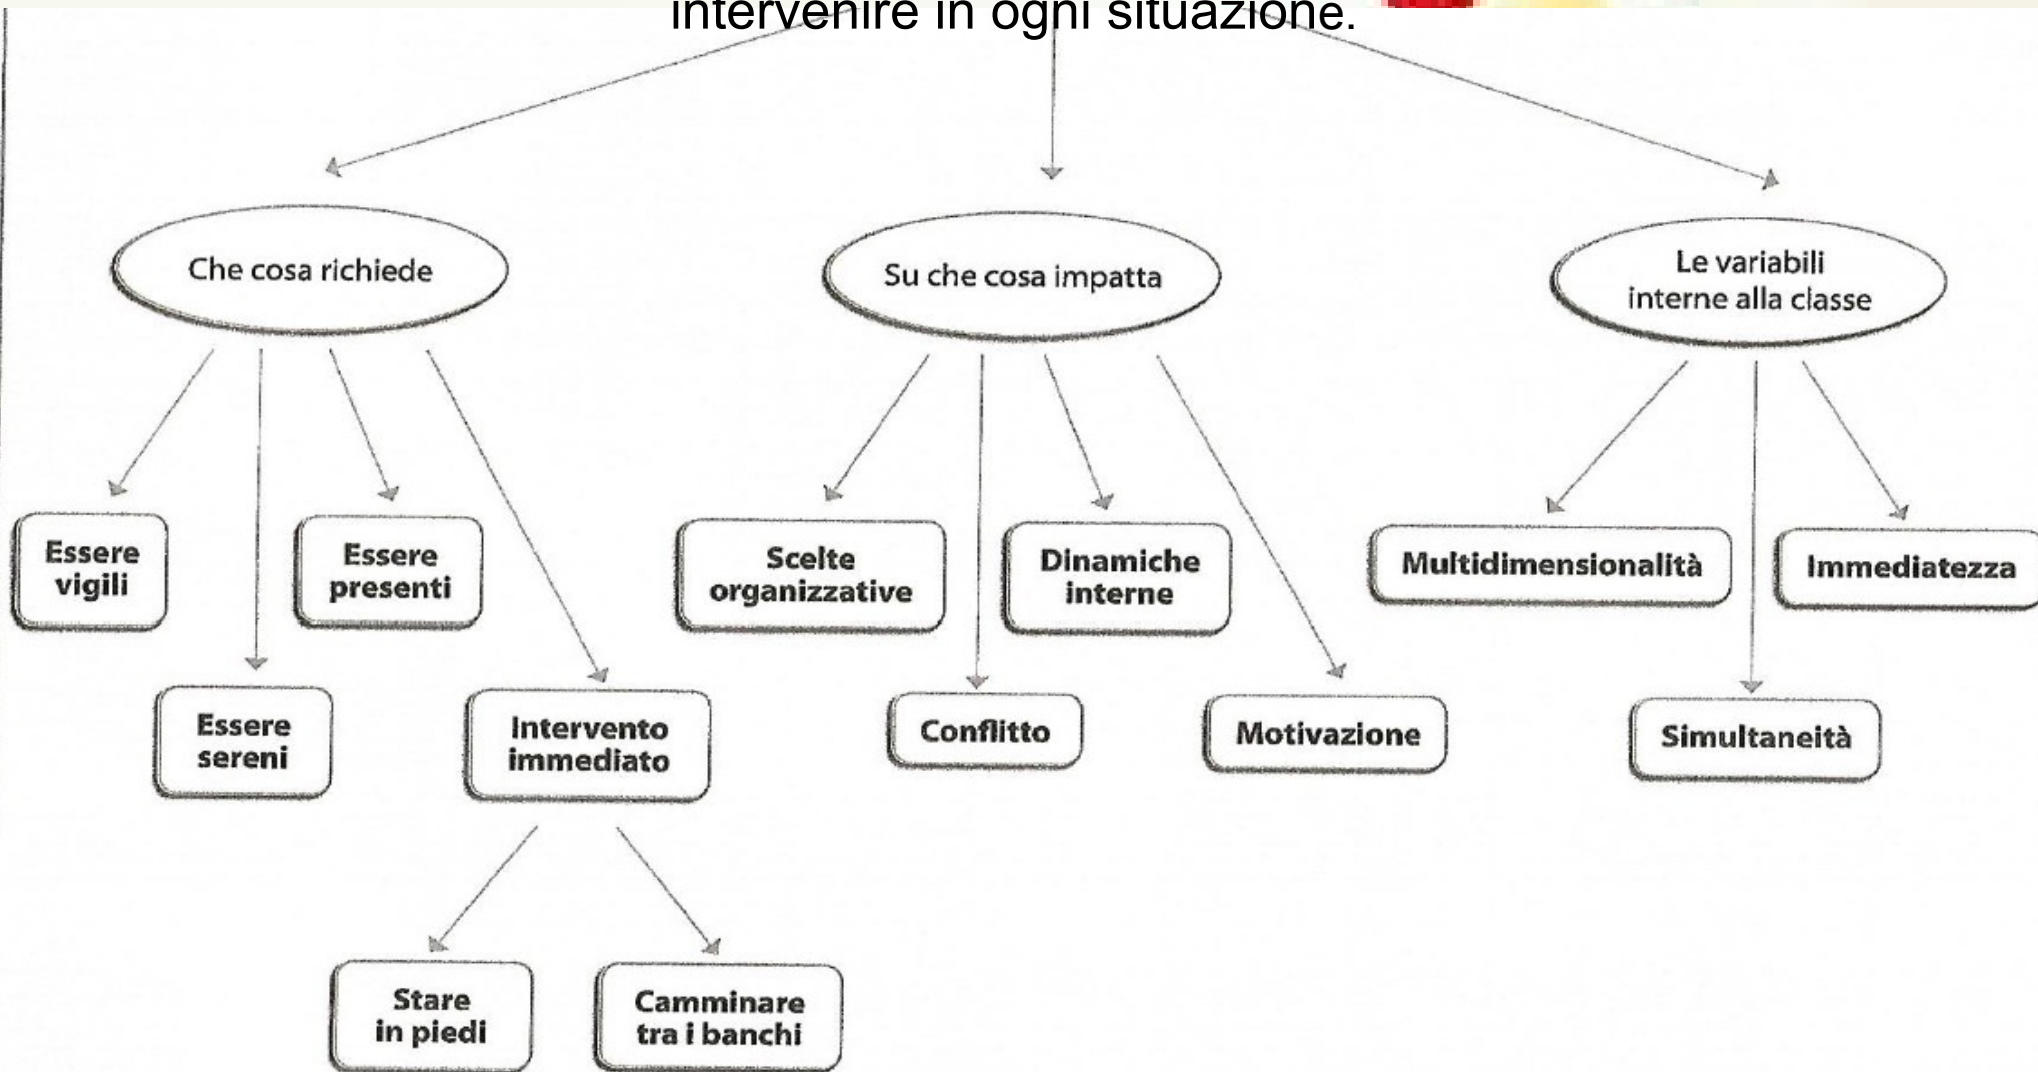 intervenire in ogni situazione.
Che cosa richiede
Su che cosa impatta
Le variabili
interne alla classe
Essere
vigili
Essere
presenti
Scelte
organizzative
Dinamiche
interne
Multidimensionalità
Immediatezza
Essere
sereni
Intervento
immediato
Conflitto
Motivazione
Simultaneità
Stare
in piedi
Camminare
tra i banchi